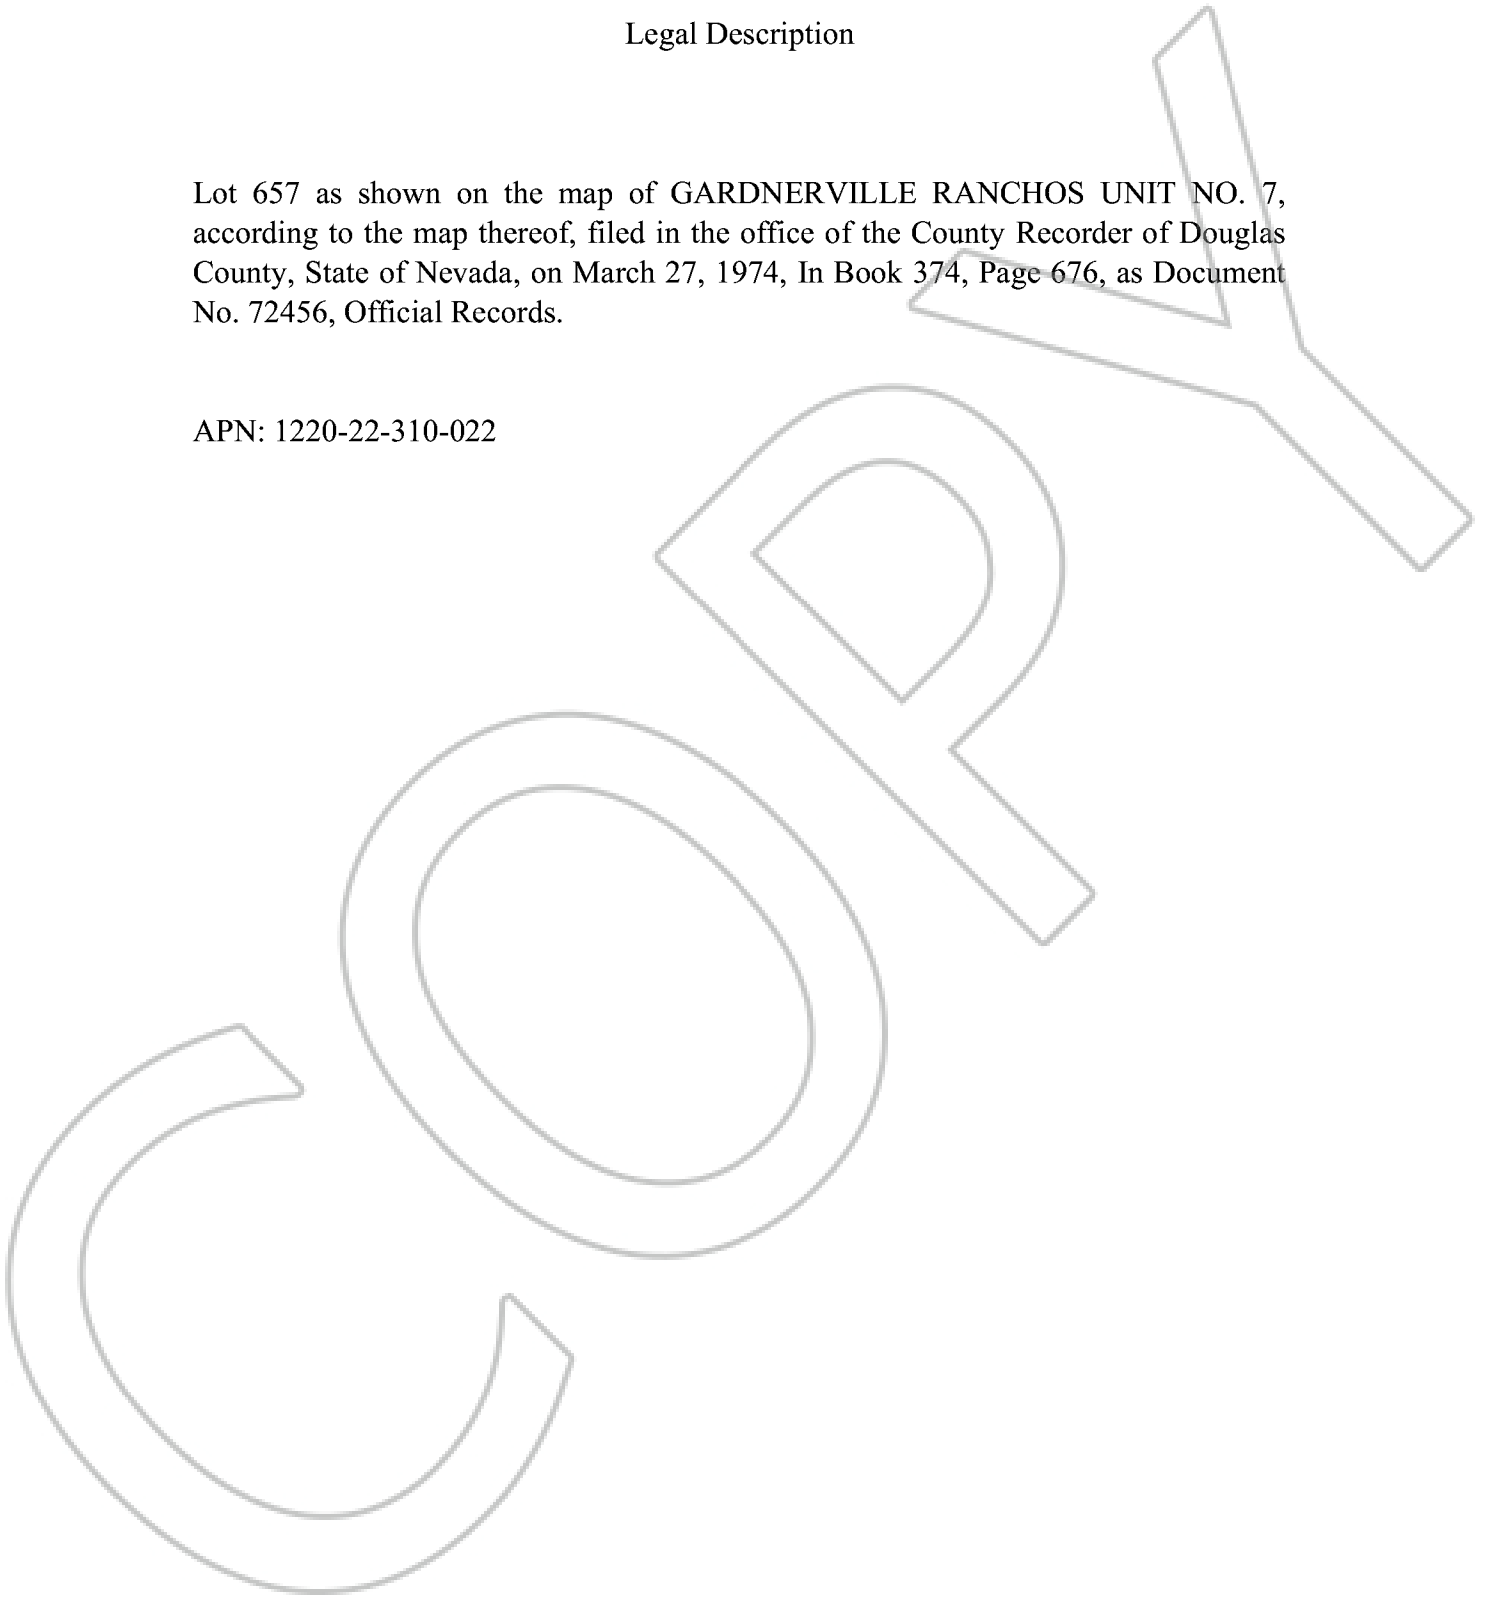 Legal Description
Lot 657 as shown on the map of GARDNERVILLE RANCHOS UNIT NO. 7,
according to the map thereof, filed in the office of the County Recorder of Douglas
County, State of Nevada, on March 27, 1974, In Book 374, Page 676, as Document
No. 72456, Official Records.
APN: 1220-22-310-022
COPY